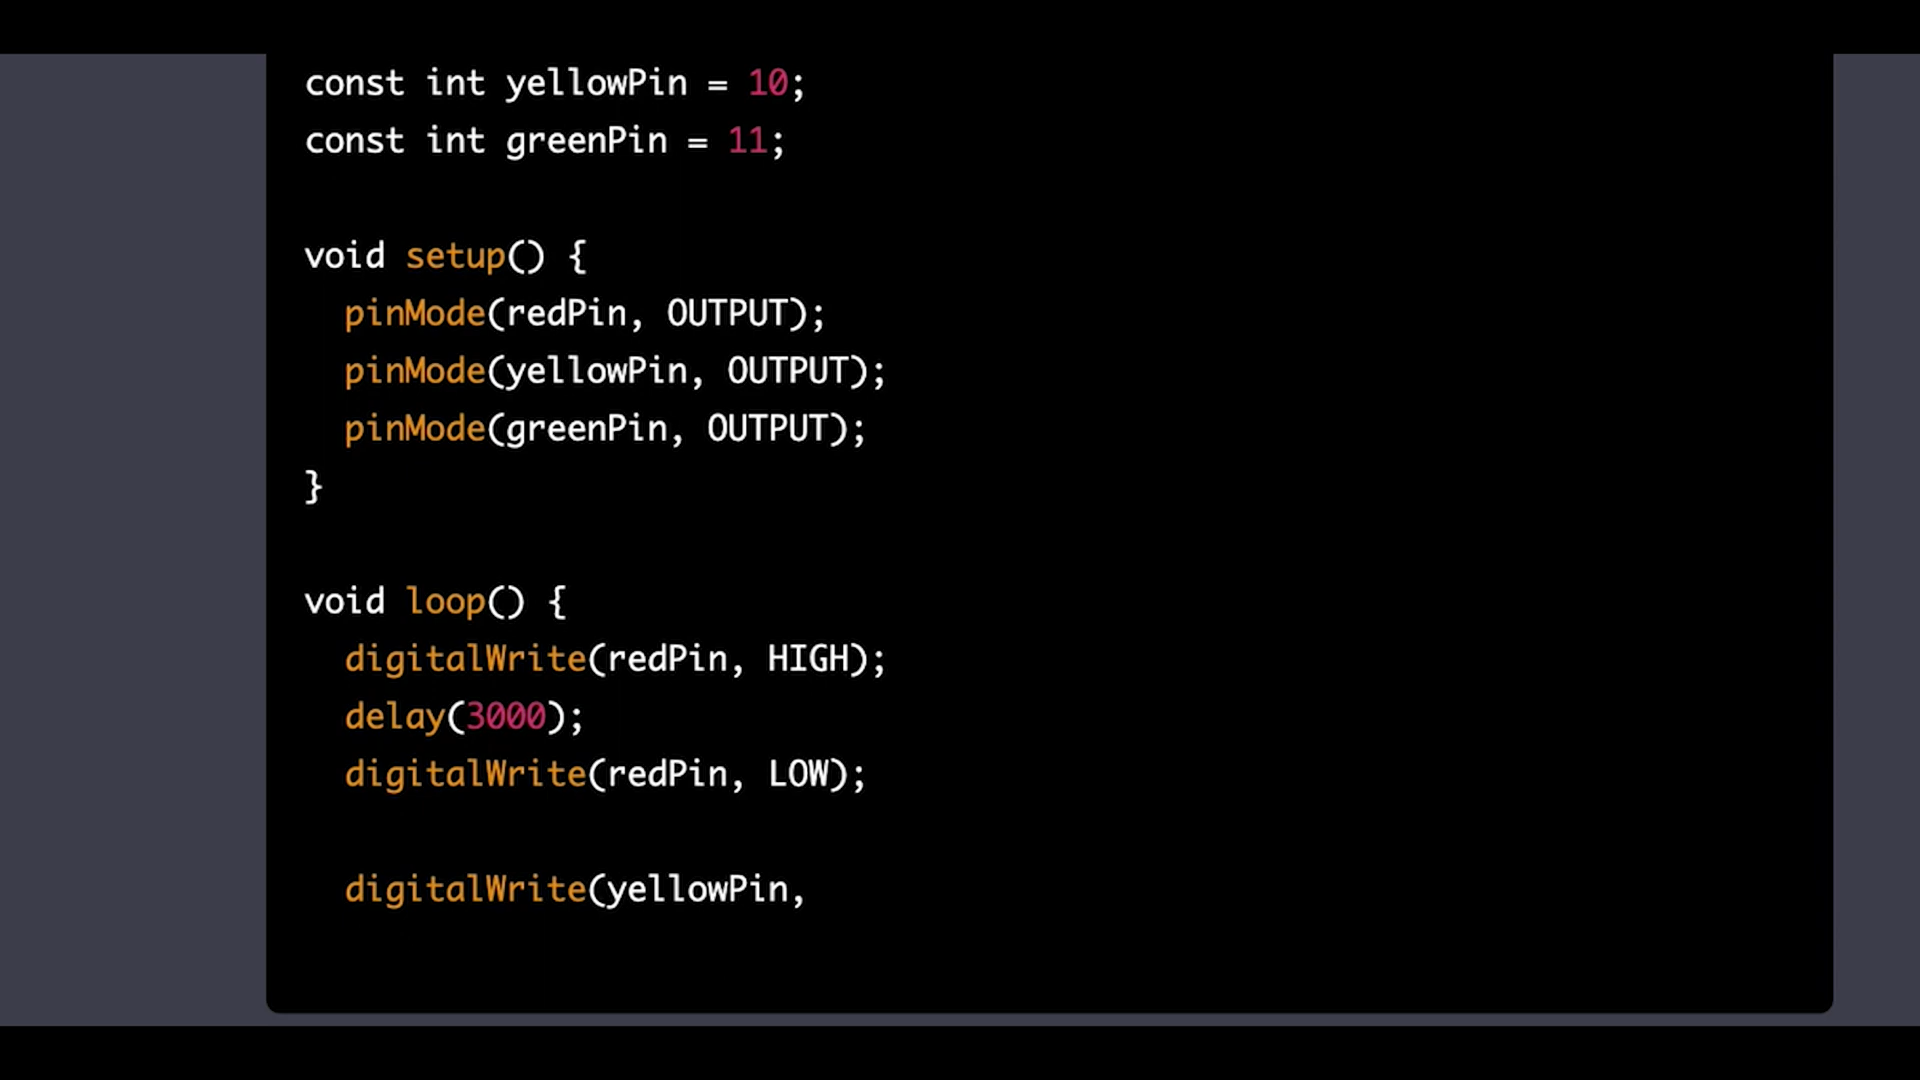 const int yellowPin = 10;
const int greenPin = 11;
void setup() {
pinMode(redPin, OUTPUT);
pinMode(yellowPin, OUTPUT);
pinMode(greenPin, OUTPUT);
}
void loop() {
digitalWrite(redPin, HIGH);
delay(3000);
digitalWrite(redPin, LOW);
digitalWrite(yellowPin,